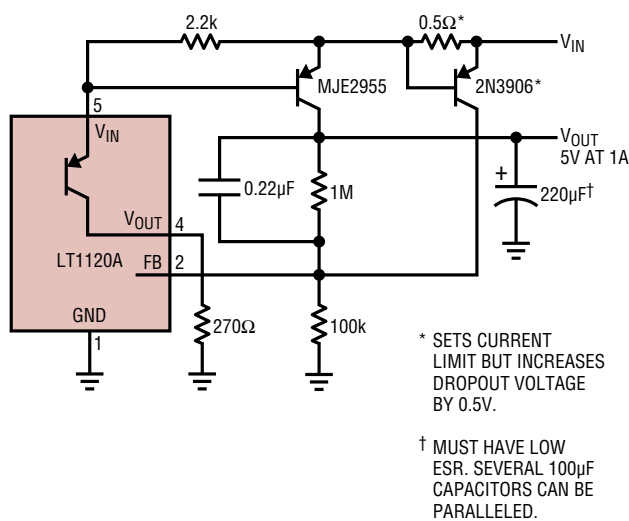 2.2k
0.5Ω*
VIN
MJE2955
2N3906*
5
VIN
VOUT
5V AT 1A
0.22µF
1M
+
220µF†
VOUT
4
LT1120A
FB
2
GND
1
270Ω
100k
* SETS CURRENT
LIMIT BUT INCREASES
DROPOUT VOLTAGE
BY 0.5V.
† MUST HAVE LOW
ESR. SEVERAL 100µF
CAPACITORS CAN BE
PARALLELED.